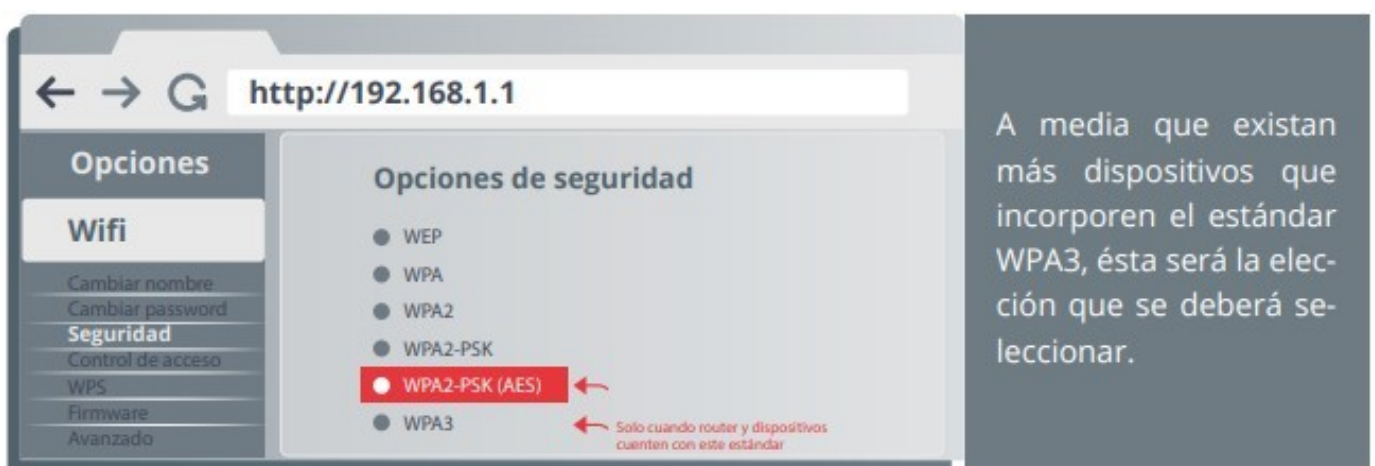 http://192.168.1.1
Opciones
Wifi
Cambiar nombre
Cambiar password
Seguridad
Control de acceso
WPS
Firmware
Avanzado
Opciones de seguridad
WEP
WPA
WPA2
WPA2-PSK
WPA2-PSK (AES)
WPA3
Solo cuando router y dispositivos
cuenten con este estándar
A media que existan
más dispositivos que
incorporen el estándar
WPA3, ésta será la elec-
ción que se deberá se-
leccionar.